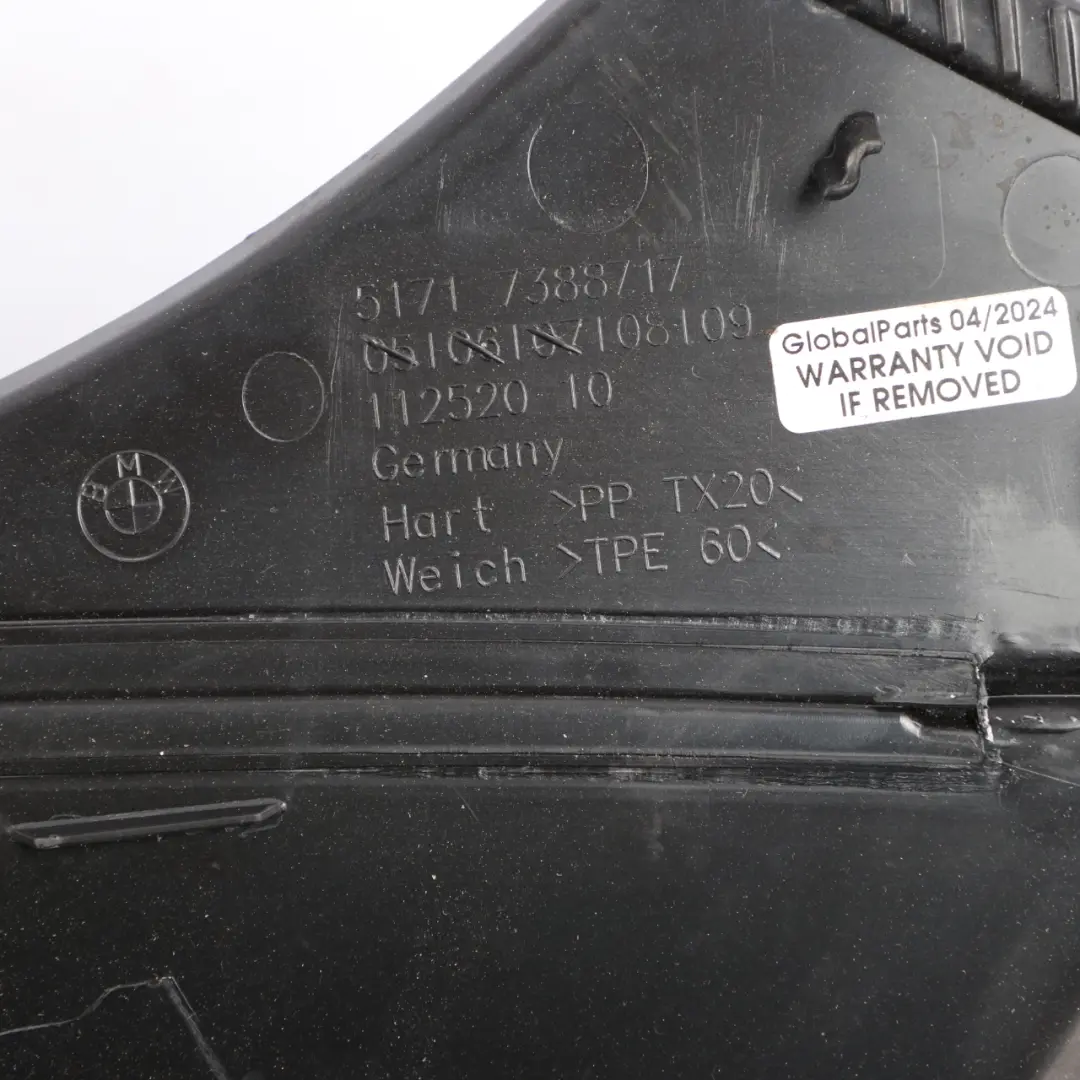 5171 7388717
05106107108109
112520 10
Germany
Hart >PP TX20<
Weich >TPE 60<
BMW
GlobalParts 04/2024
WARRANTY VOID
IF REMOVED